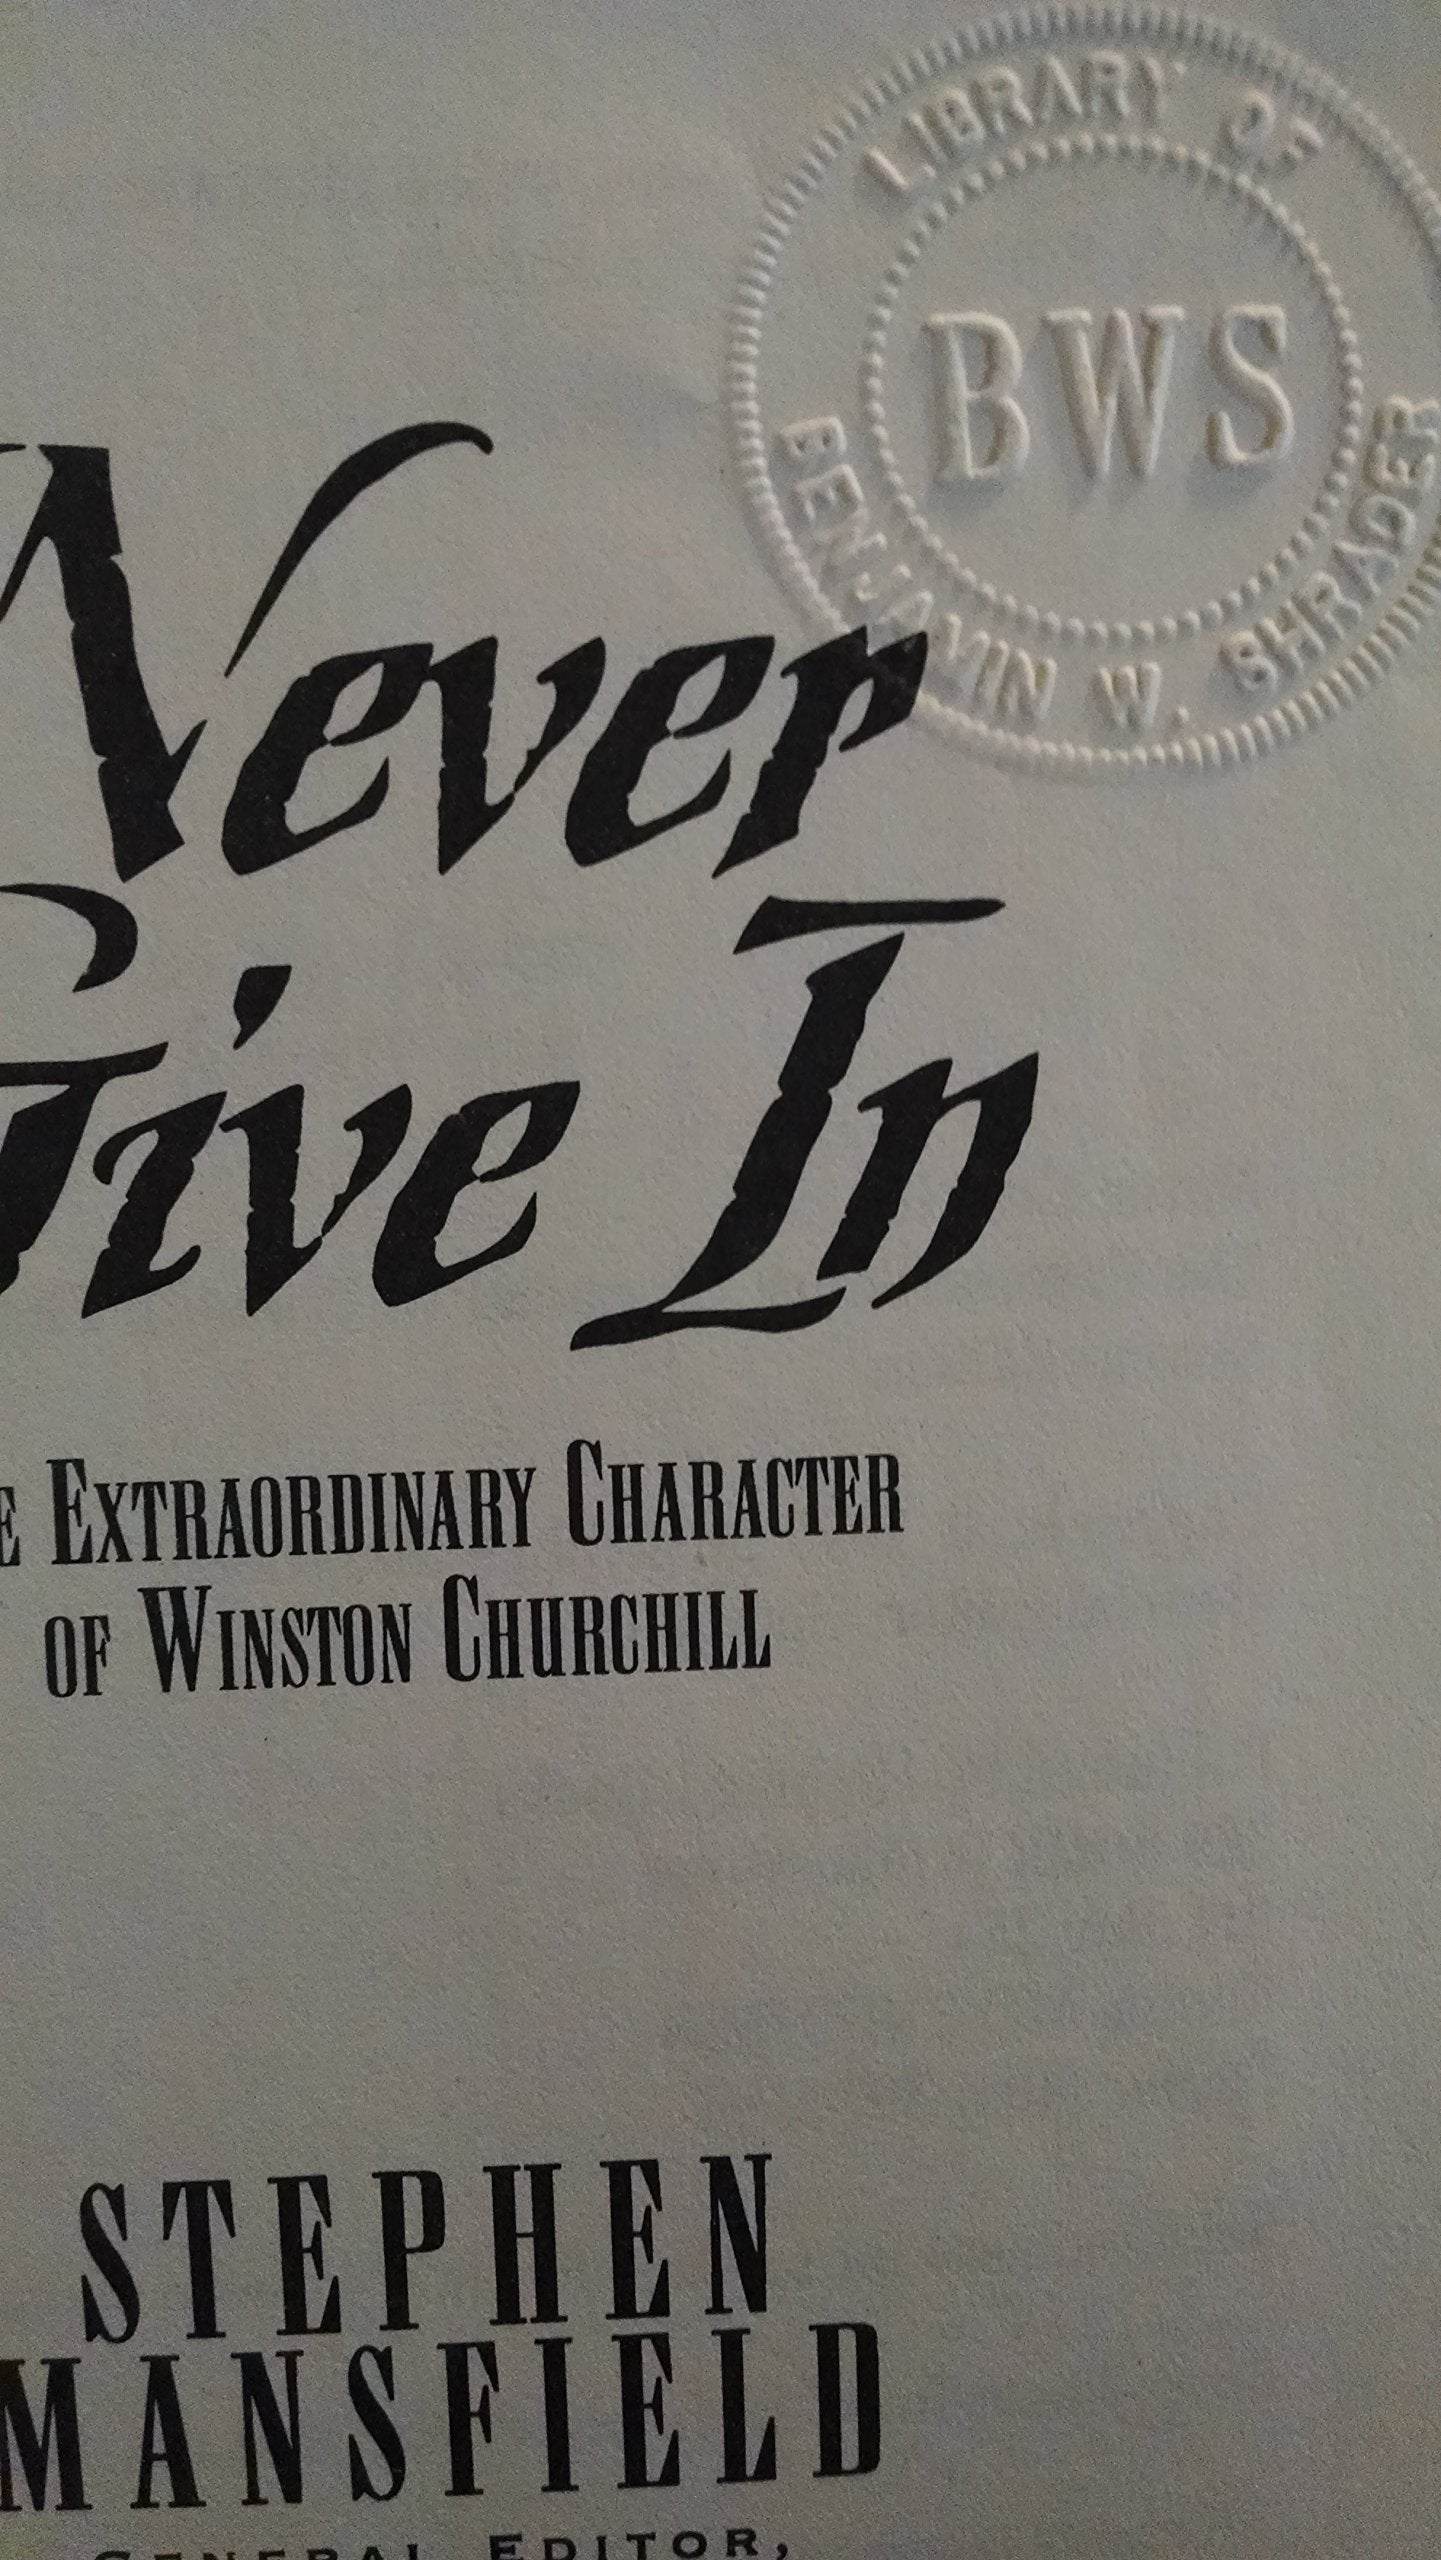 LIBRARY OF
BWS
BENJAMIN W. SHRADER
Never
Give In
E EXTRAORDINARY CHARACTER
OF WINSTON CHURCHILL
STEPHEN
MANSFIELD
GENERAL EDITOR,